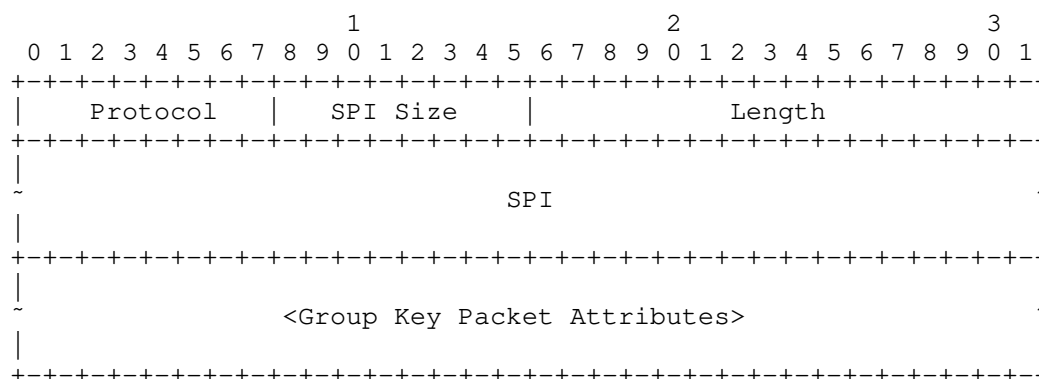 1                   2                   3
 0 1 2 3 4 5 6 7 8 9 0 1 2 3 4 5 6 7 8 9 0 1 2 3 4 5 6 7 8 9 0 1
+-+-+-+-+-+-+-+-+-+-+-+-+-+-+-+-+-+-+-+-+-+-+-+-+-+-+-+-+-+-+-+-
|    Protocol   |   SPI Size    |            Length
+-+-+-+-+-+-+-+-+-+-+-+-+-+-+-+-+-+-+-+-+-+-+-+-+-+-+-+-+-+-+-+-
|
~                              SPI                              ~
|
+-+-+-+-+-+-+-+-+-+-+-+-+-+-+-+-+-+-+-+-+-+-+-+-+-+-+-+-+-+-+-+-
|
~                <Group Key Packet Attributes>                  ~
|
+-+-+-+-+-+-+-+-+-+-+-+-+-+-+-+-+-+-+-+-+-+-+-+-+-+-+-+-+-+-+-+-